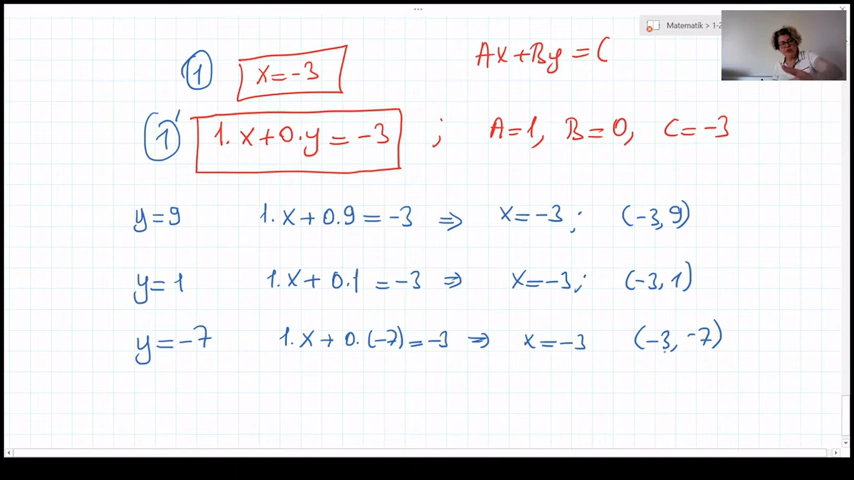 Matematik > 1-2
① x=-3 Ax+By=C
①' 1.x+0.y=-3 ; A=1, B=0, C=-3
y=9 1.x+0.9=-3 ⇒ x=-3; (-3,9)
y=1 1.x+0.1=-3 ⇒ x=-3; (-3,1)
y=-7 1.x+0.(-7)=-3 ⇒ x=-3 (-3,-7)